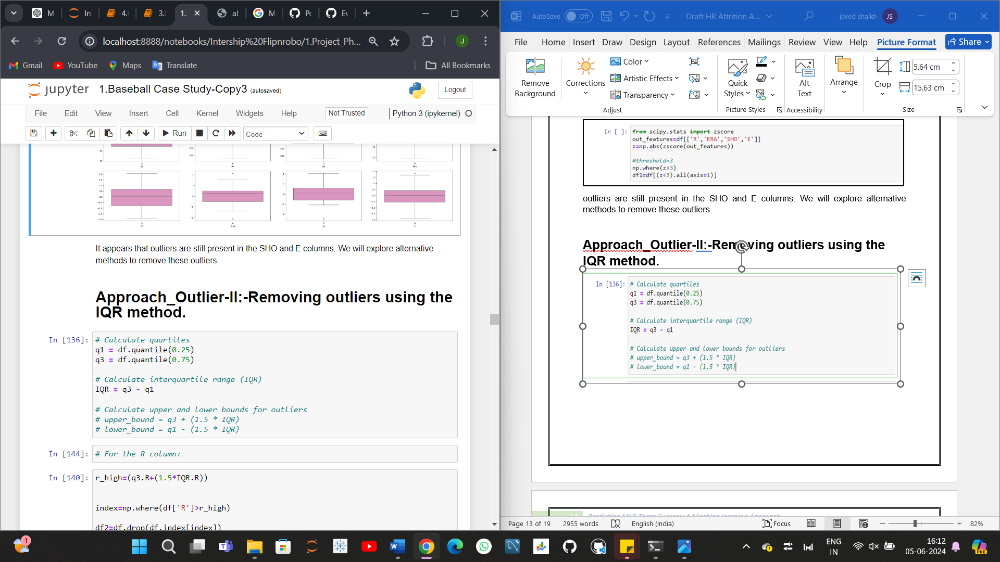 M
In
4.
3.
1.
ab
M
Pc
Ev
localhost:8888/notebooks/Intership%20Flipnrobo/1.Project_Ph...
J
Gmail
YouTube
Maps
Translate
All Bookmarks
jupyter
1.Baseball Case Study-Copy3 (autosaved)
Logout
File
Edit
View
Insert
Cell
Kernel
Widgets
Help
Not Trusted
Python 3 (ipykernel)
Run
Code
It appears that outliers are still present in the SHO and E columns. We will explore alternative
methods to remove these outliers.
Approach_Outlier-II:-Removing outliers using the
IQR method.
In [136]:
# Calculate quartiles
q1 = df.quantile(0.25)
q3 = df.quantile(0.75)
# Calculate interquartile range (IQR)
IQR = q3 - q1
# Calculate upper and lower bounds for outliers
# upper_bound = q3 + (1.5 * IQR)
# lower_bound = q1 - (1.5 * IQR)
In [144]:
# For the R column:
In [140]:
r_high=(q3.R+(1.5*IQR.R))
index=np.where(df['R']>r_high)
df2=df.drop(df.index[index])
AutoSave
Off
Draft HR Attrition A...
javed shaikh
JS
File
Home
Insert
Draw
Design
Layout
References
Mailings
Review
View
Help
Picture Format
Share
Remove
Background
Corrections
Color
Artistic Effects
Transparency
Adjust
Quick
Styles
Picture Styles
Alt
Text
Accessibility
Arrange
Crop
5.64 cm
15.63 cm
Size
In [ ]:
from scipy.stats import zscore
out_features=df[['R','ERA','SHO','E']]
z=np.abs(zscore(out_features))
#threshold=3
np.where(z>3)
df1=df[(z<3).all(axis=1)]
outliers are still present in the SHO and E columns. We will explore alternative
methods to remove these outliers.
Approach_Outlier-II:-Removing outliers using the
IQR method.
In [136]:
# Calculate quartiles
q1 = df.quantile(0.25)
q3 = df.quantile(0.75)
# Calculate interquartile range (IQR)
IQR = q3 - q1
# Calculate upper and lower bounds for outliers
# upper_bound = q3 + (1.5 * IQR)
# lower_bound = q1 - (1.5 * IQR)
14
Predicting MLB Team Success: A Machine learning Approach
Page 13 of 19
2955 words
English (India)
Focus
82%
1
ENG
IN
16:12
05-06-2024
PRE